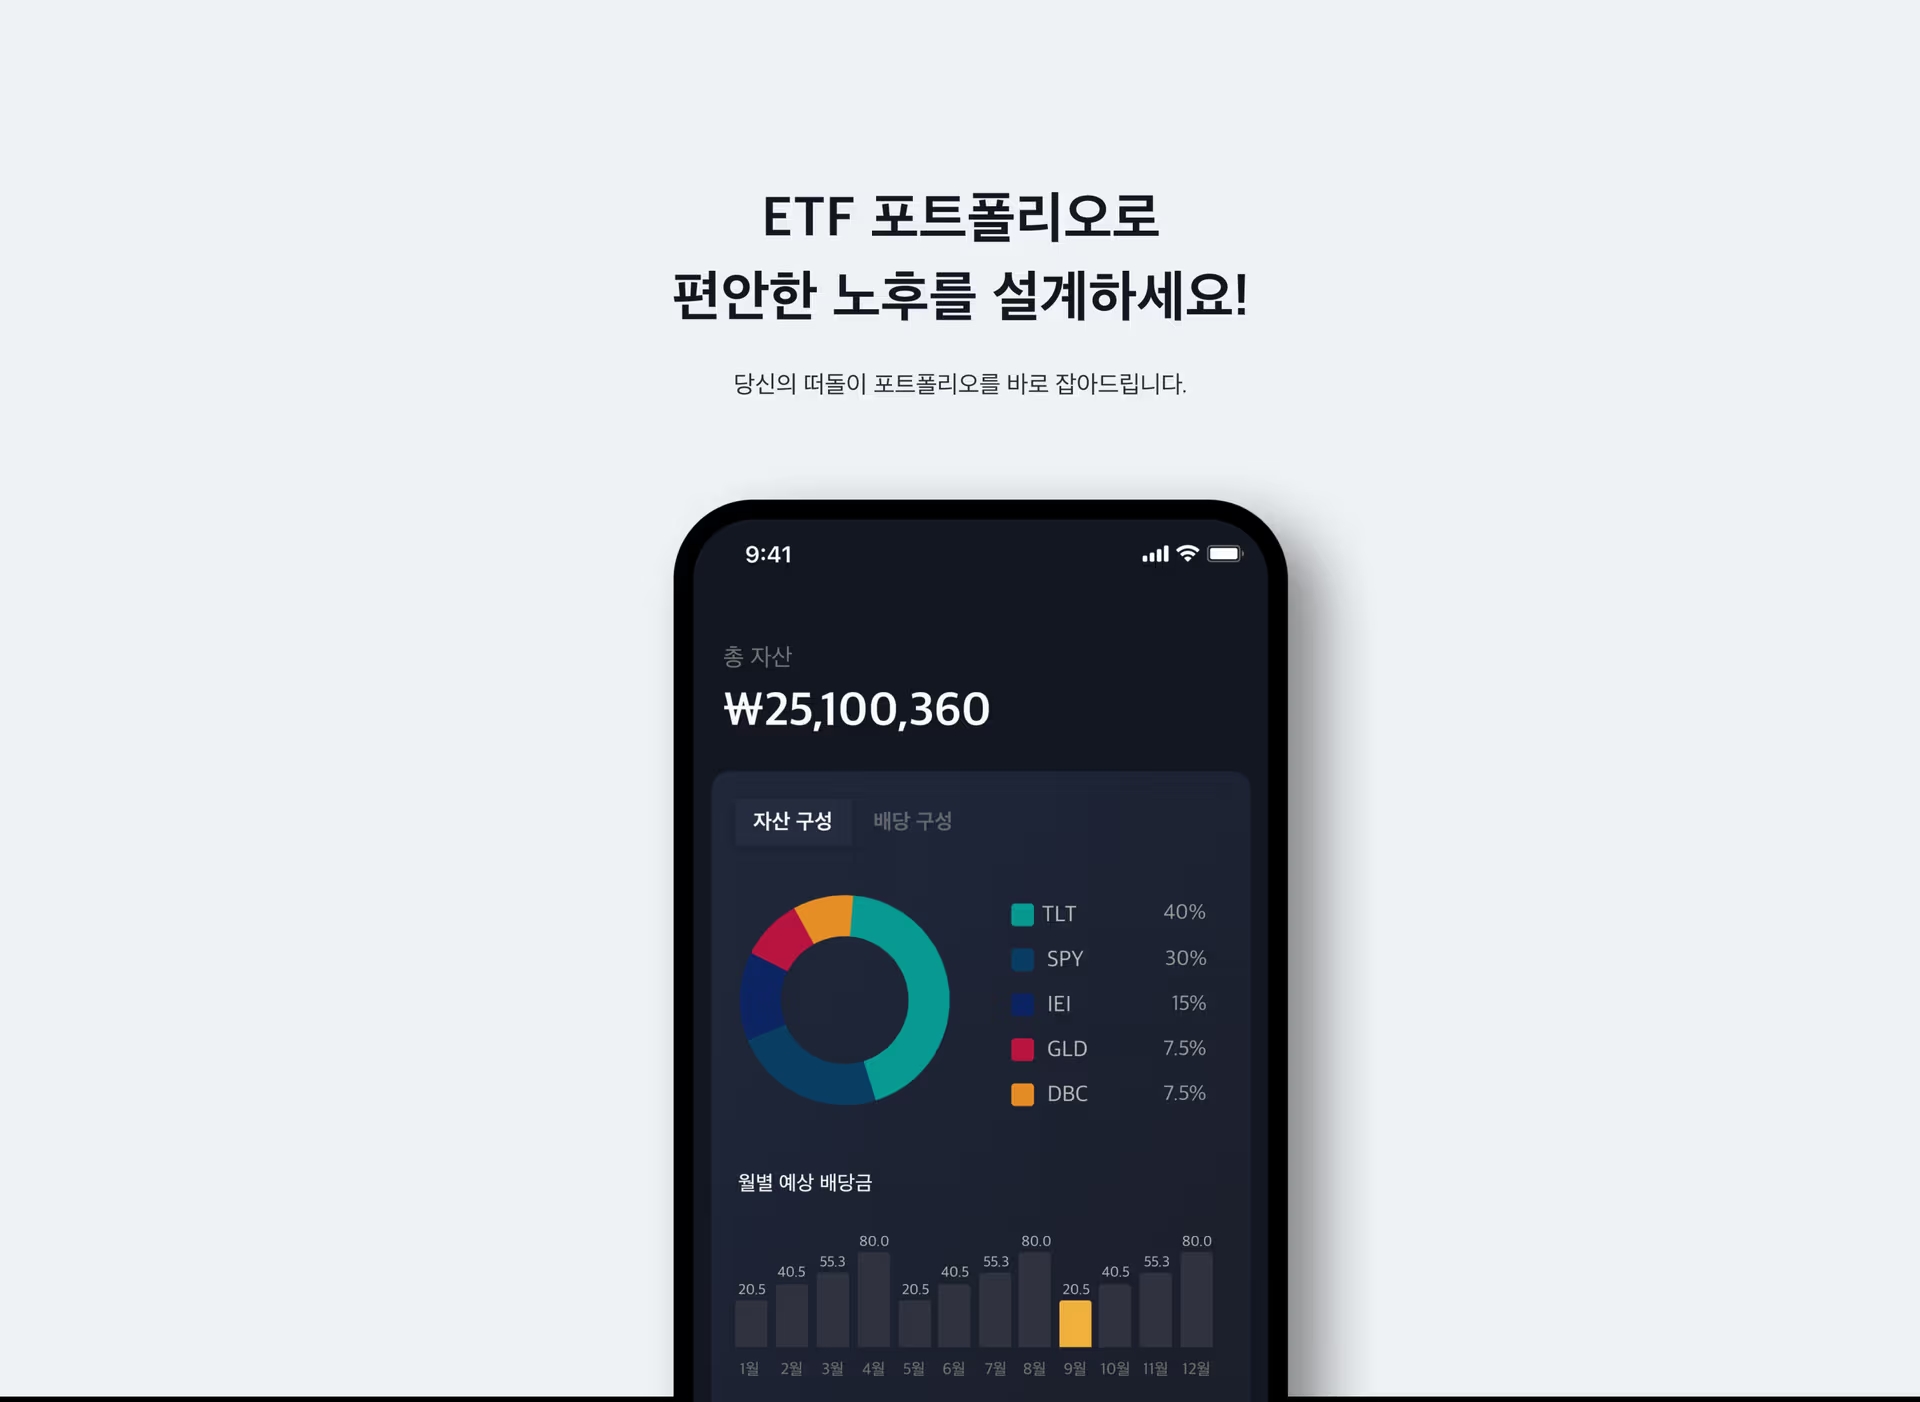 ETF 포트폴리오로
편안한 노후를 설계하세요!
당신의 떠돌이 포트폴리오를 바로 잡아드립니다.
9:41
총 자산
₩25,100,360
자산 구성 배당 구성
TLT 40%
SPY 30%
IEI 15%
GLD 7.5%
DBC 7.5%
월별 예상 배당금
20.5 40.5 55.3 80.0 20.5 40.5 55.3 80.0 20.5 40.5 55.3 80.0
1월 2월 3월 4월 5월 6월 7월 8월 9월 10월 11월 12월